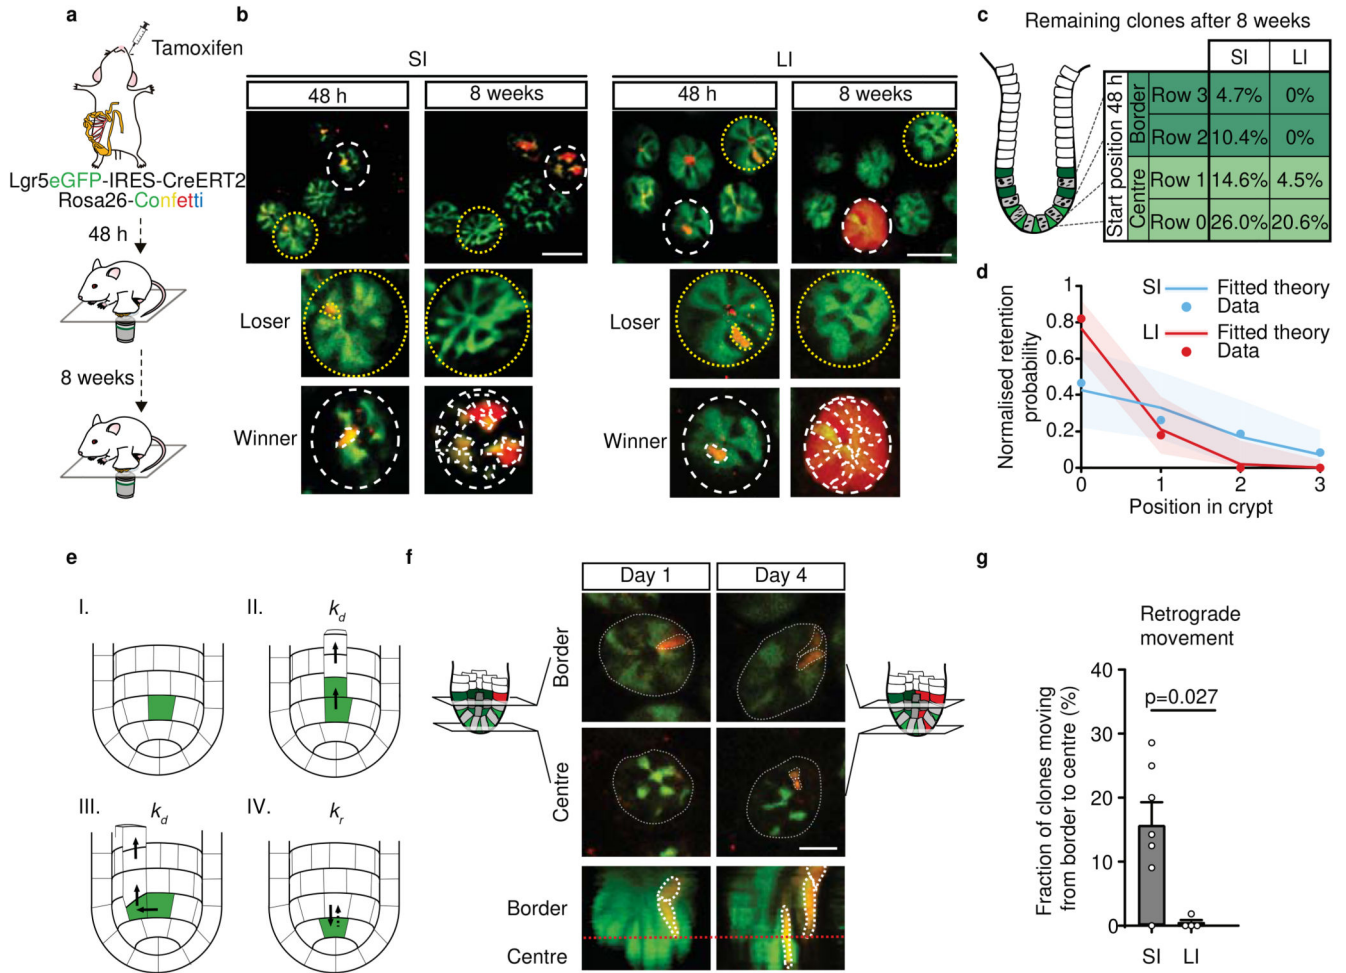 a
Tamoxifen
Lgr5eGFP-IRES-CreERT2
Rosa26-Confetti
48 h
8 weeks
b
SI
LI
48 h
8 weeks
48 h
8 weeks
Loser
Loser
Winner
Winner
c
Remaining clones after 8 weeks
SI
LI
Start position 48 h
Border
Row 3
4.7%
0%
Row 2
10.4%
0%
Centre
Row 1
14.6%
4.5%
Row 0
26.0%
20.6%
d
Normalised retention
probability
1
0.8
0.6
0.4
0.2
0
0
1
2
3
Position in crypt
SI
Fitted theory
Data
LI
Fitted theory
Data
e
I.
II.
kd
III.
kd
IV.
kr
f
Day 1
Day 4
Border
Centre
Border
Centre
g
Retrograde
movement
Fraction of clones moving
from border to centre (%)
40
30
20
10
0
p=0.027
SI
LI